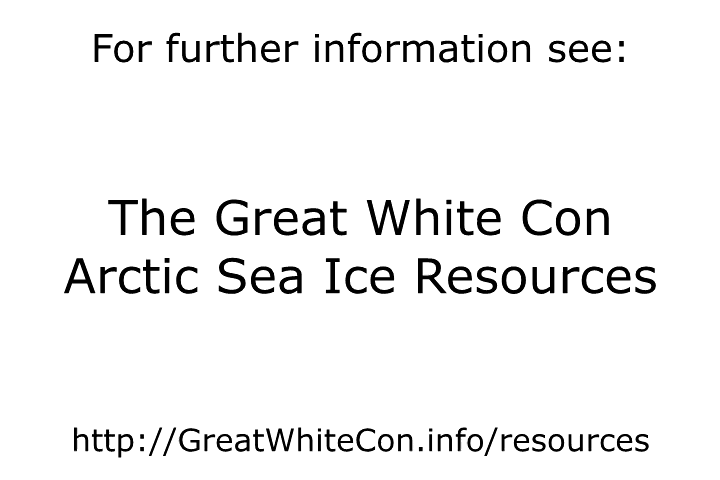 For further information see:
The Great White Con
Arctic Sea Ice Resources
http://GreatWhiteCon.info/resources